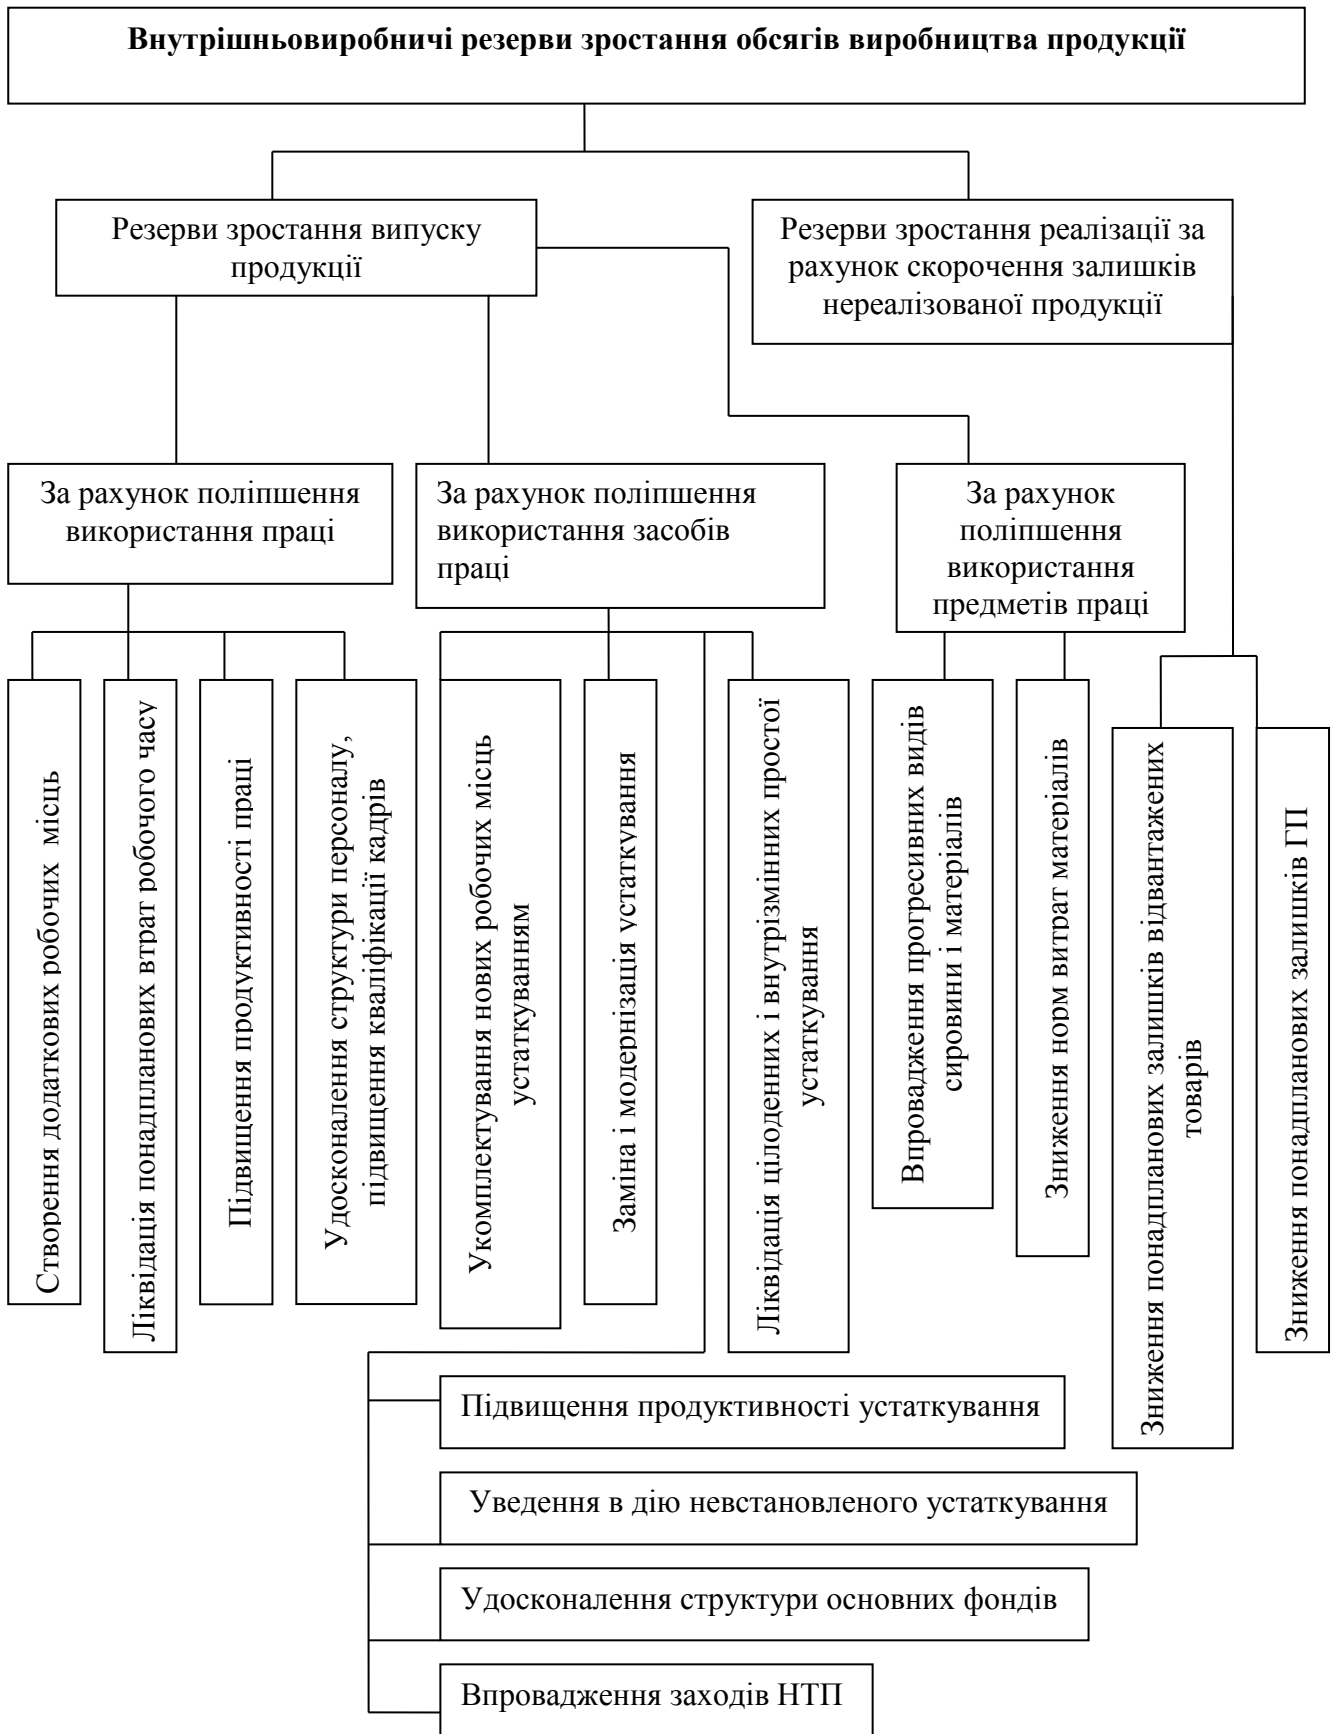 Внутрішньовиробничі резерви зростання обсягів виробництва продукції
Резерви зростання випуску
продукції
Резерви зростання реалізації за
рахунок скорочення залишків
нереалізованої продукції
За рахунок поліпшення
використання праці
За рахунок поліпшення
використання засобів
праці
За рахунок
поліпшення
використання
предметів праці
Створення додаткових робочих місць
Ліквідація понадпланових втрат робочого часу
Підвищення продуктивності праці
Удосконалення структури персоналу,
підвищення кваліфікації кадрів
Укомплектування нових робочих місць
устаткуванням
Заміна і модернізація устаткування
Ліквідація цілоденних і внутрізмінних простої
устаткування
Впровадження прогресивних видів
сировини і матеріалів
Зниження норм витрат матеріалів
Зниження понадпланових залишків відвантажених
товарів
Зниження понадпланових залишків ГП
Підвищення продуктивності устаткування
Уведення в дію невстановленого устаткування
Удосконалення структури основних фондів
Впровадження заходів НТП